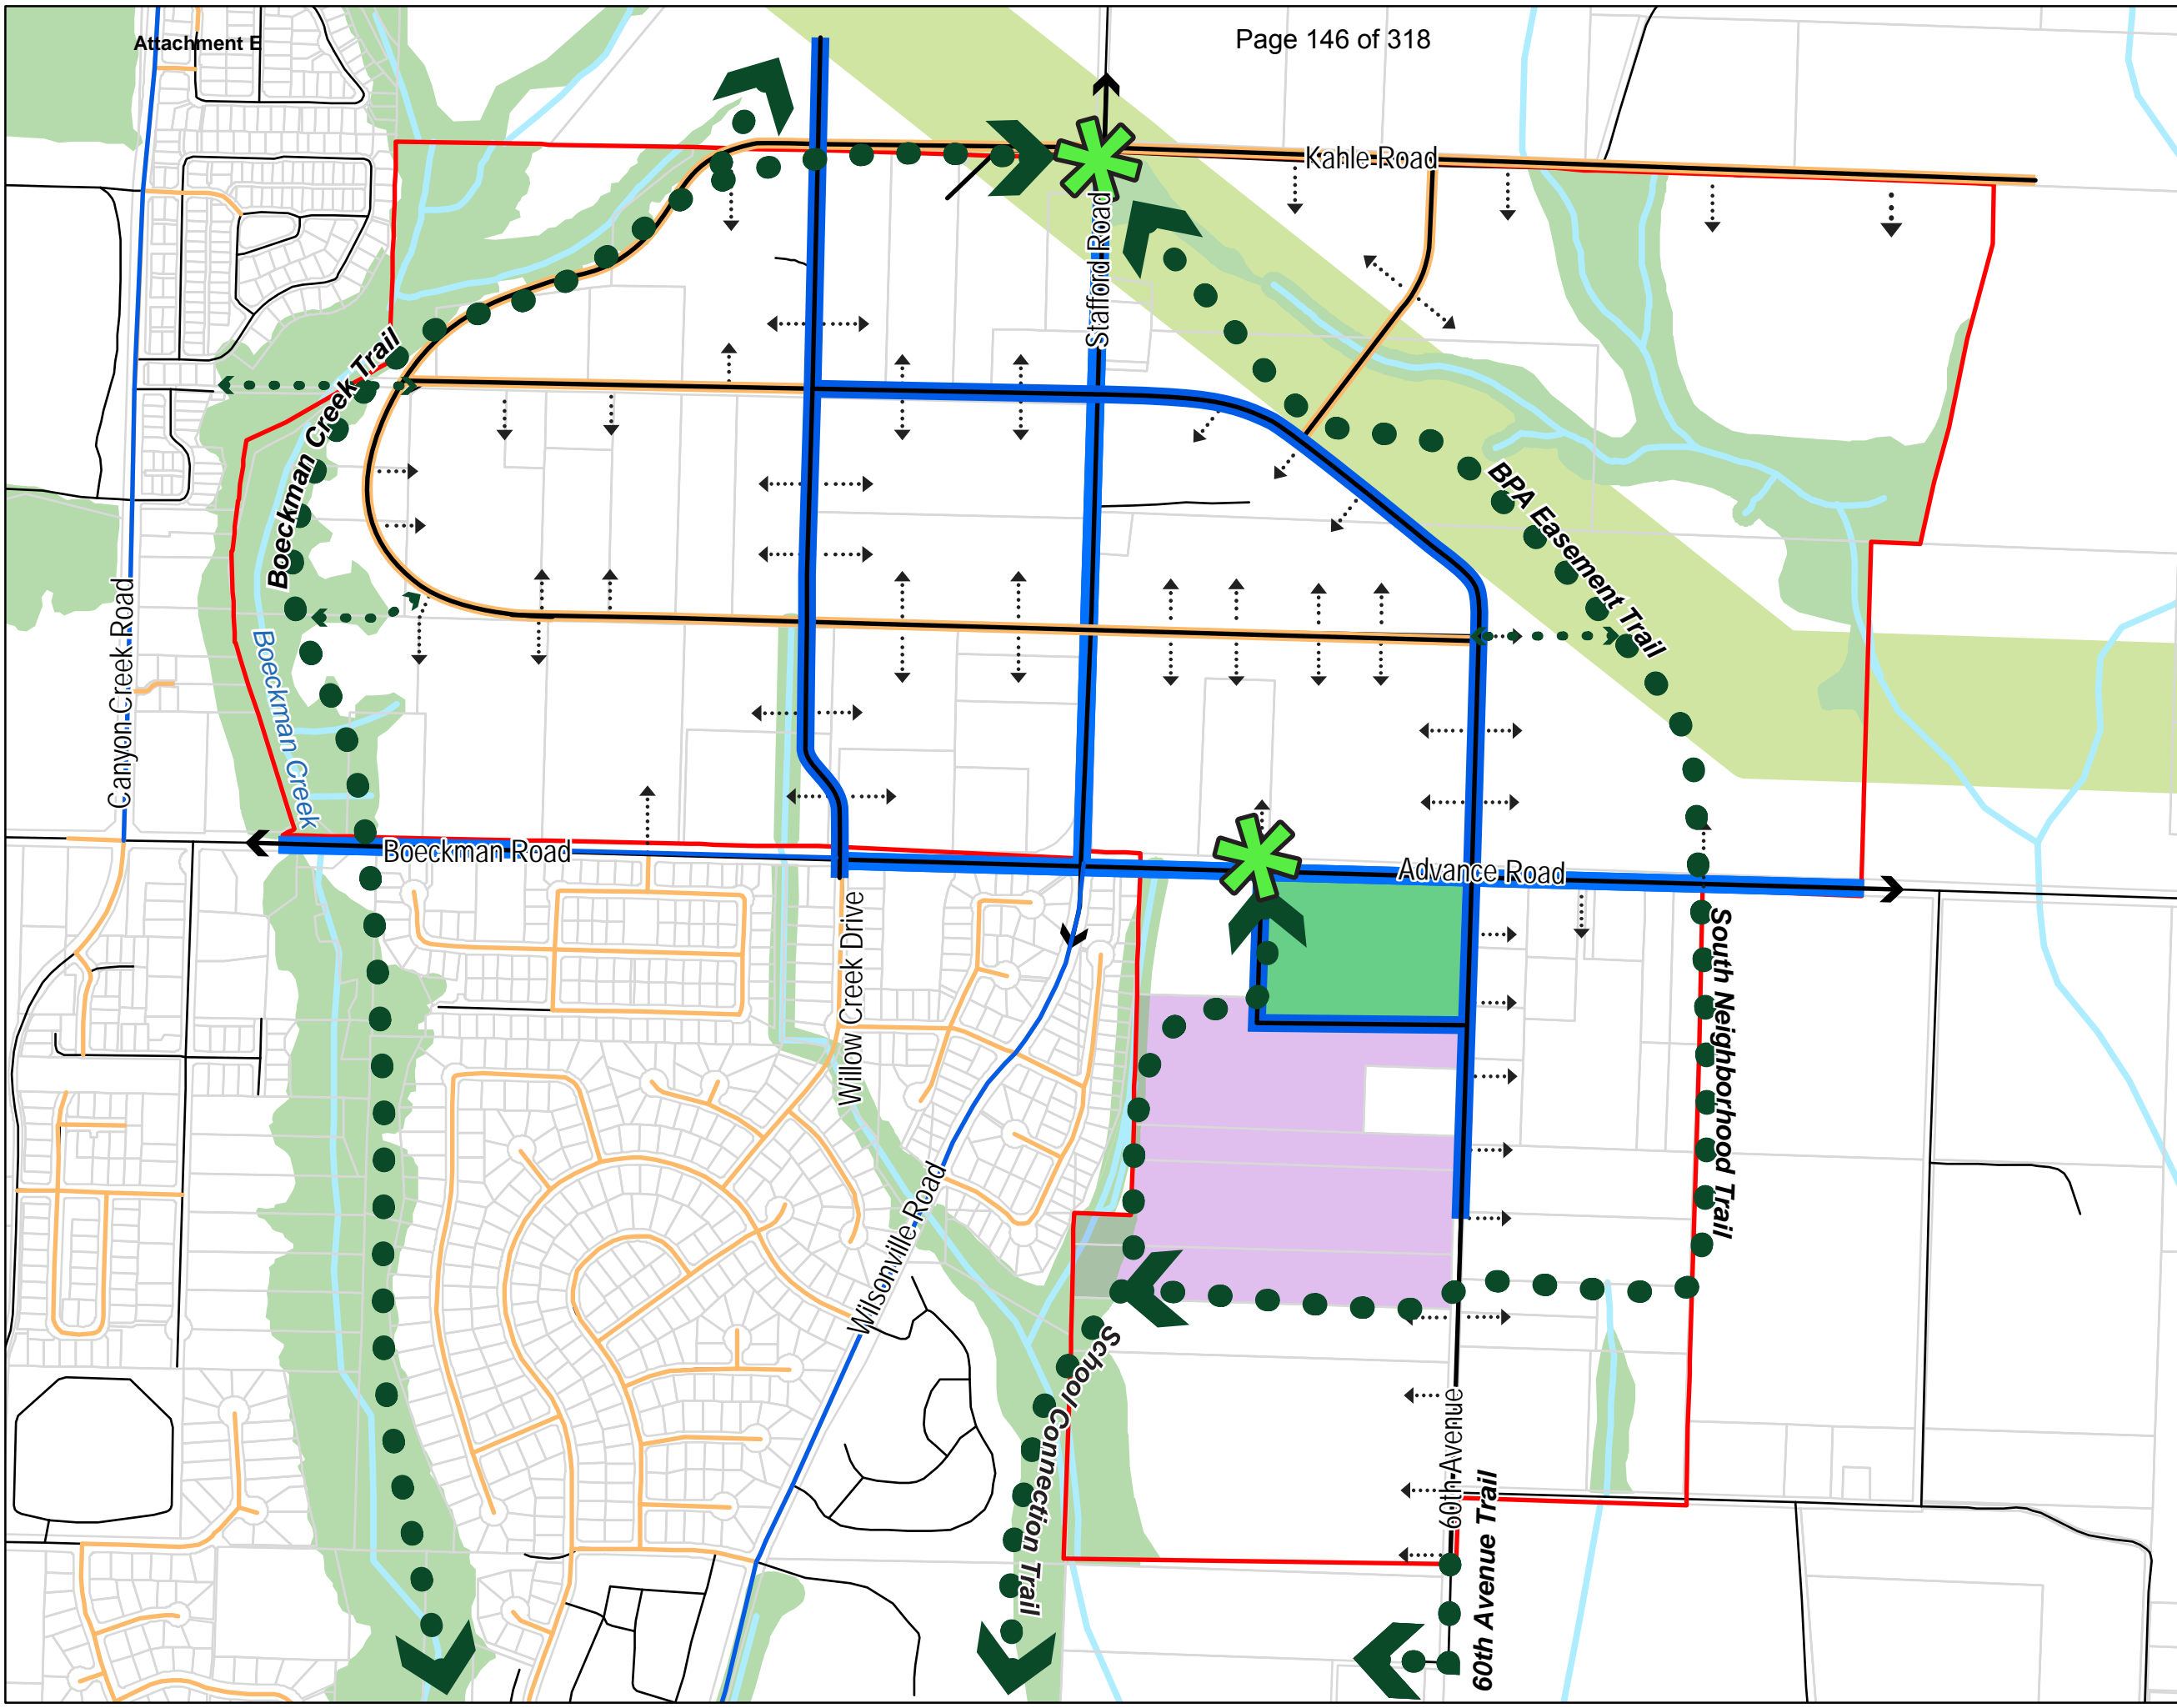 Attachment E
Page 146 of 318
Kahle Road
Stafford Road
Boeckman Creek Trail
BPA Easement Trail
Canyon Creek Road
Boeckman Creek
Boeckman Road
Advance Road
Willow Creek Drive
South Neighborhood Trail
Wilsonville Road
School Connection Trail
60th Avenue
60th Avenue Trail